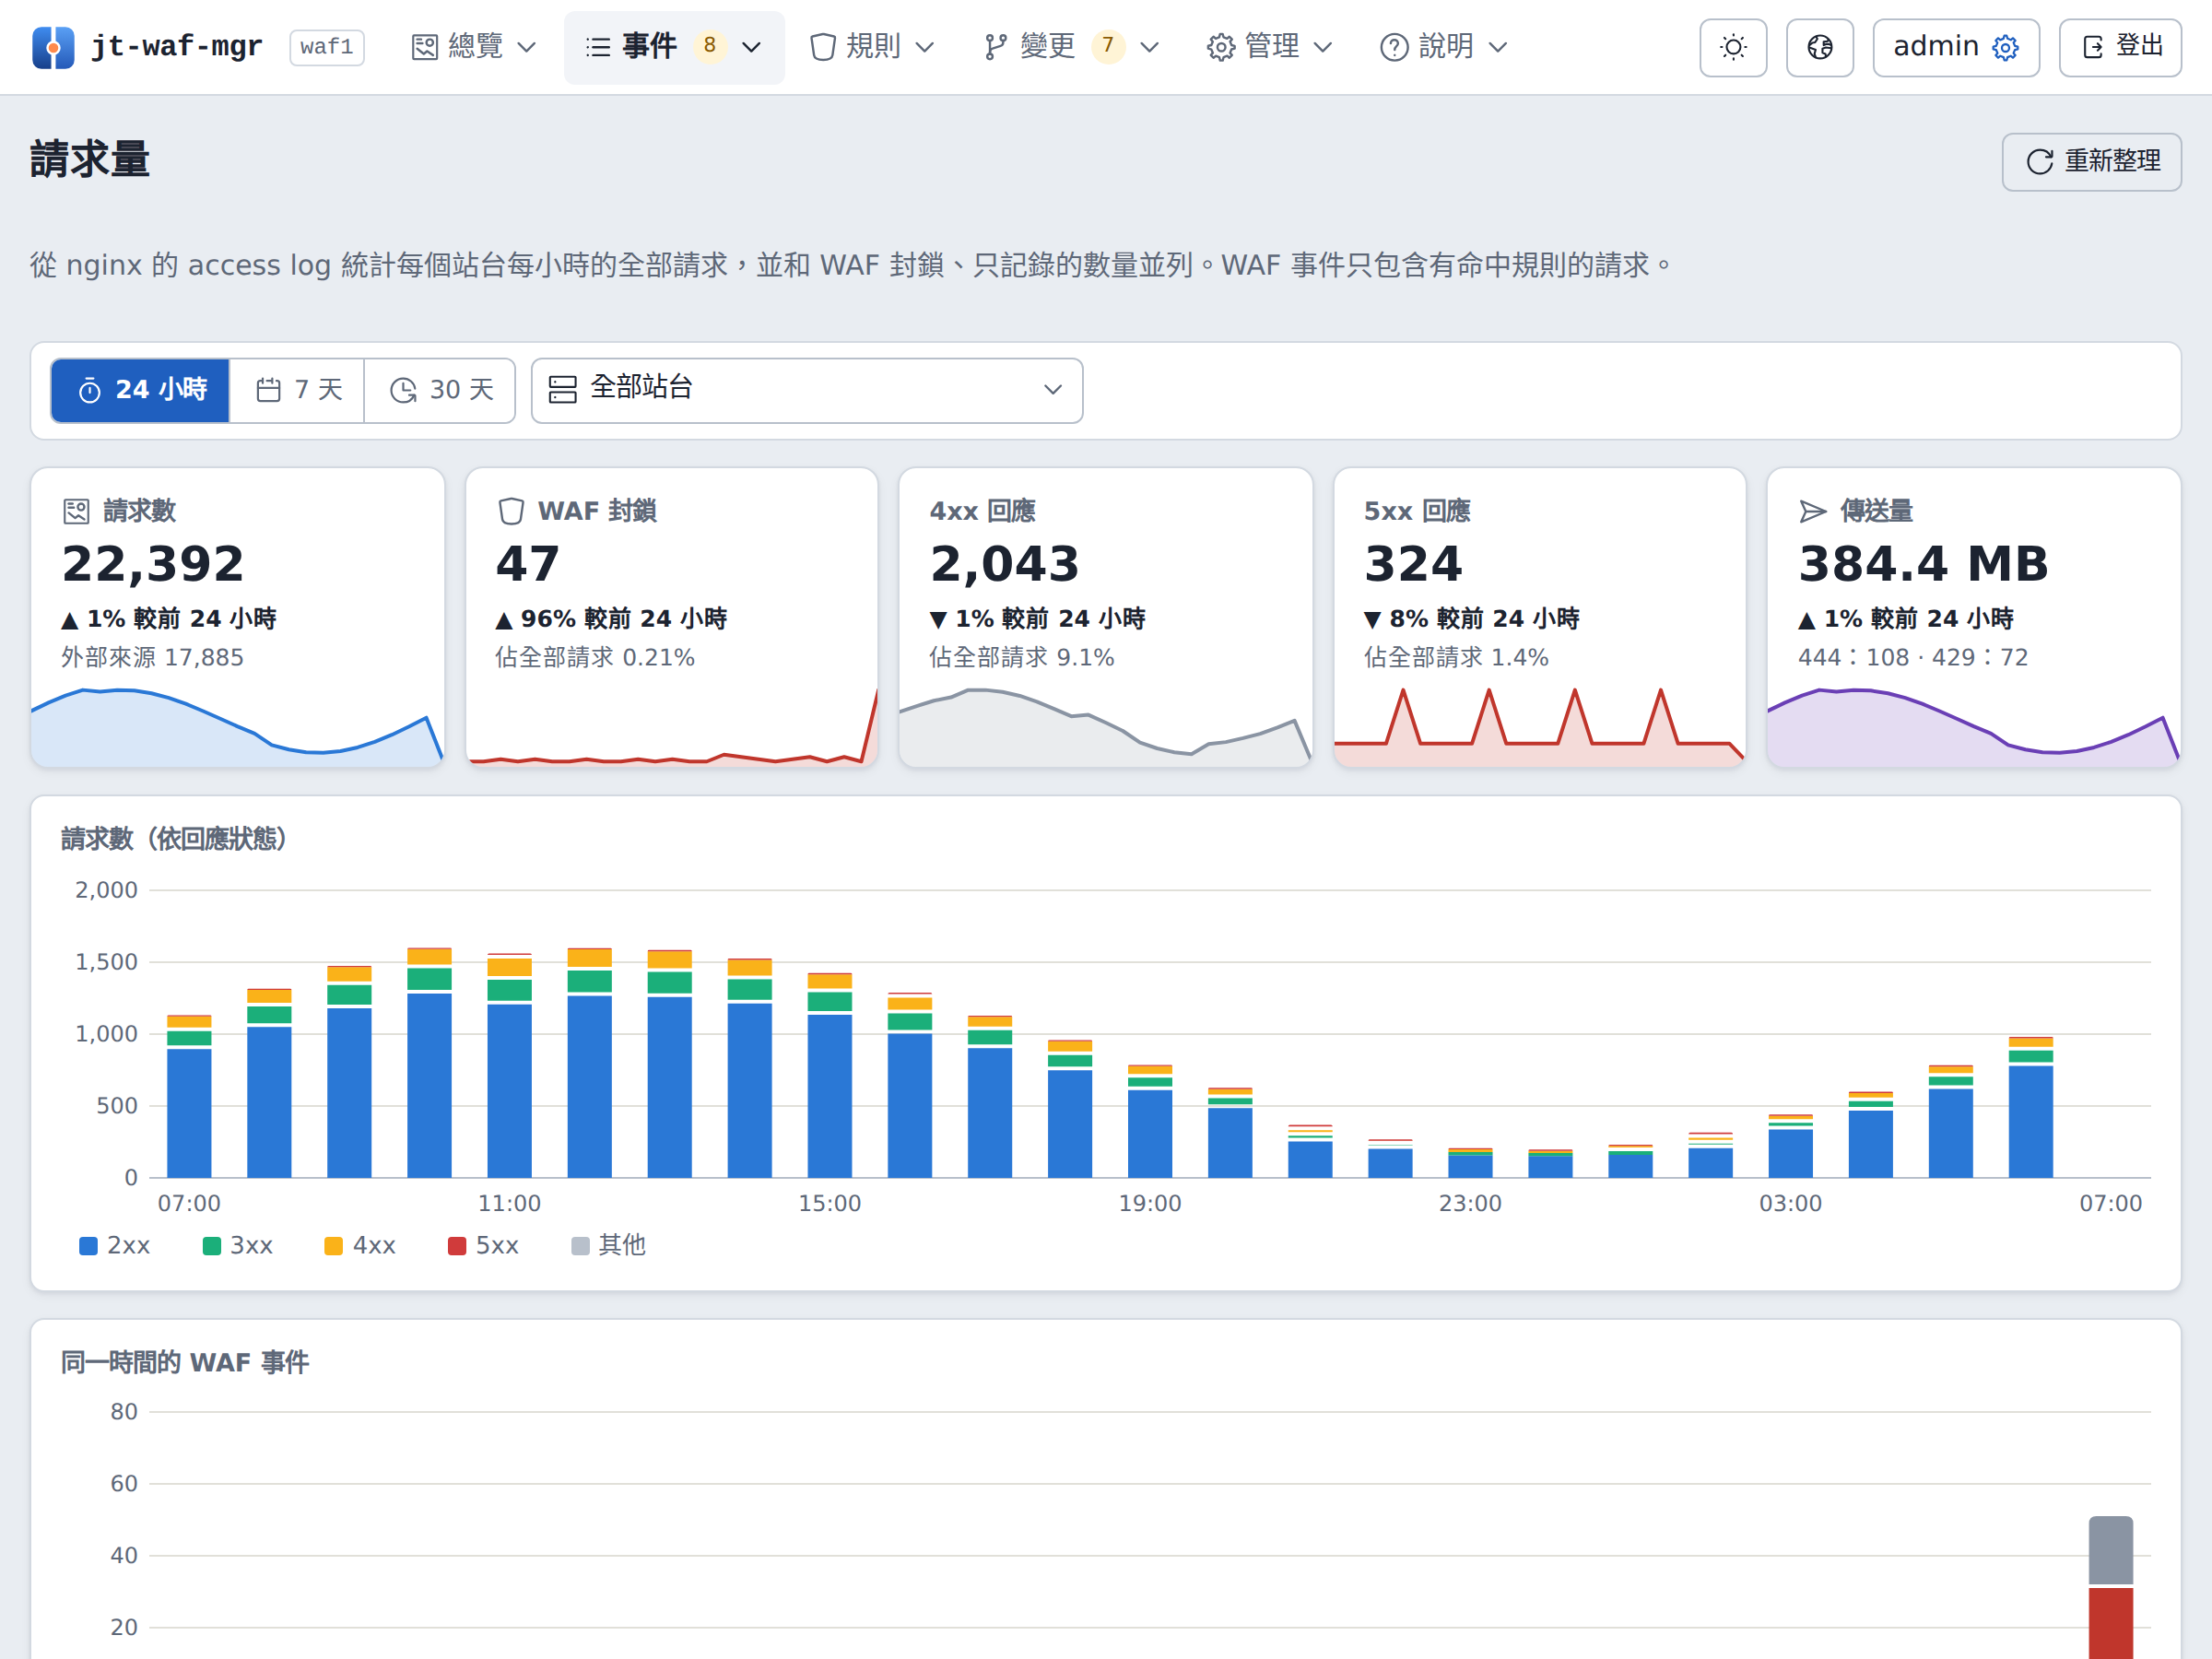 jt-waf-mgr waf1 總覽 事件 8 規則 變更 7 管理 說明 admin 登出
請求量
重新整理
從 nginx 的 access log 統計每個站台每小時的全部請求，並和 WAF 封鎖、只記錄的數量並列。WAF 事件只包含有命中規則的請求。
24 小時 7 天 30 天 全部站台
請求數
22,392
▲ 1% 較前 24 小時
外部來源 17,885
WAF 封鎖
47
▲ 96% 較前 24 小時
佔全部請求 0.21%
4xx 回應
2,043
▼ 1% 較前 24 小時
佔全部請求 9.1%
5xx 回應
324
▼ 8% 較前 24 小時
佔全部請求 1.4%
傳送量
384.4 MB
▲ 1% 較前 24 小時
444：108 · 429：72
請求數（依回應狀態）
2,000
1,500
1,000
500
0
07:00 11:00 15:00 19:00 23:00 03:00 07:00
2xx 3xx 4xx 5xx 其他
同一時間的 WAF 事件
80
60
40
20